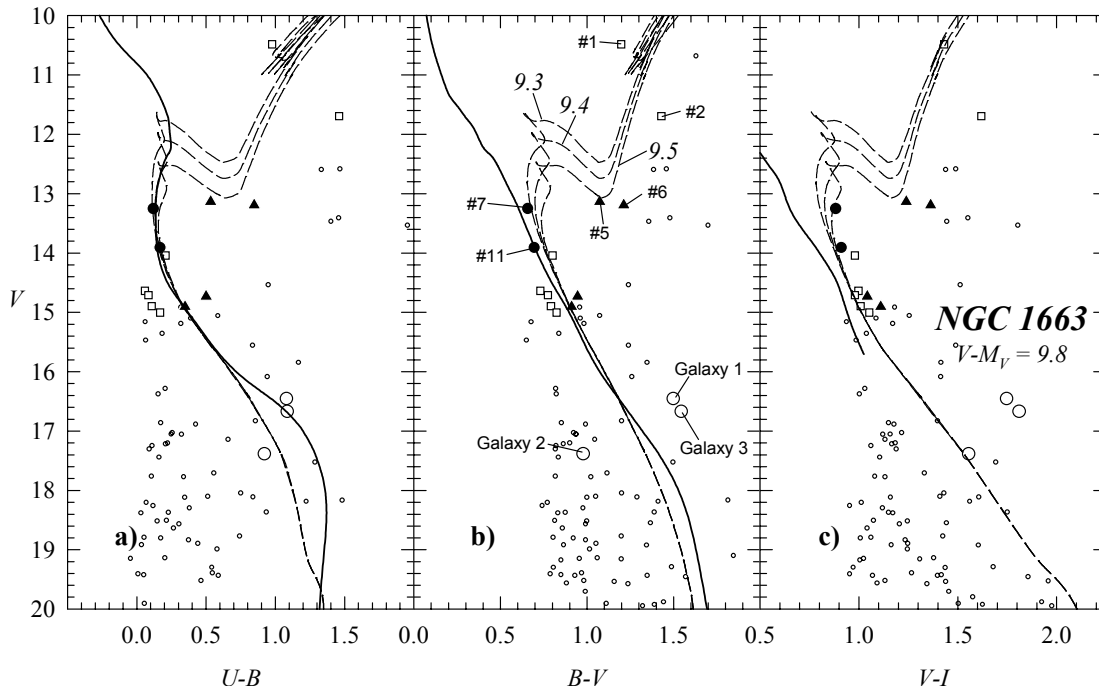 10
11
12
13
14
15
16
17
18
19
20
V
a)
0.0
0.5
1.0
1.5
U-B
#1
#2
9.3
9.4
9.5
#6
#5
#7
#11
Galaxy 1
Galaxy 2
Galaxy 3
b)
0.0
0.5
1.0
1.5
B-V
NGC 1663
V-MV = 9.8
c)
0.5
1.0
1.5
2.0
V-I